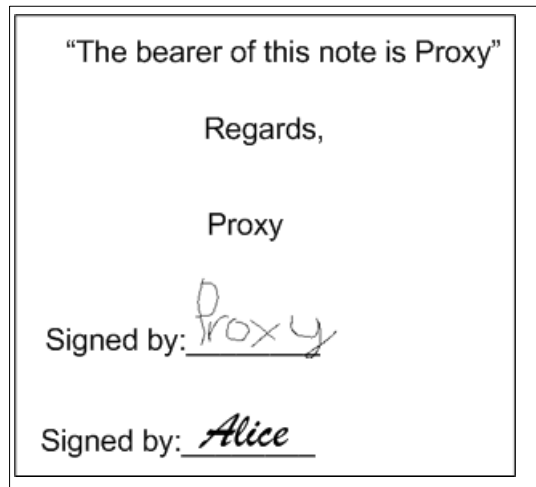 “The bearer of this note is Proxy”
Regards,
Proxy
Signed by: Proxy
Signed by: Alice